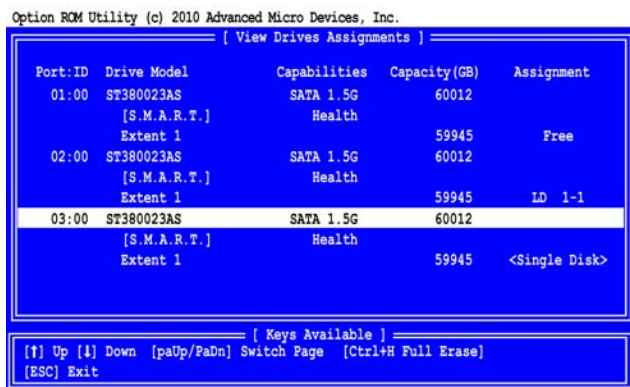 Option ROM Utility (c) 2010 Advanced Micro Devices, Inc.
[ View Drives Assignments ]
Port:ID Drive Model Capabilities Capacity(GB) Assignment
01:00 ST380023AS SATA 1.5G 60012
[S.M.A.R.T.] Health
Extent 1 59945 Free
02:00 ST380023AS SATA 1.5G 60012
[S.M.A.R.T.] Health
Extent 1 59945 LD 1-1
03:00 ST380023AS SATA 1.5G 60012
[S.M.A.R.T.] Health
Extent 1 59945 <Single Disk>
[ Keys Available ]
[↑] Up [↓] Down [paUp/PaDn] Switch Page [Ctrl+H Full Erase]
[ESC] Exit